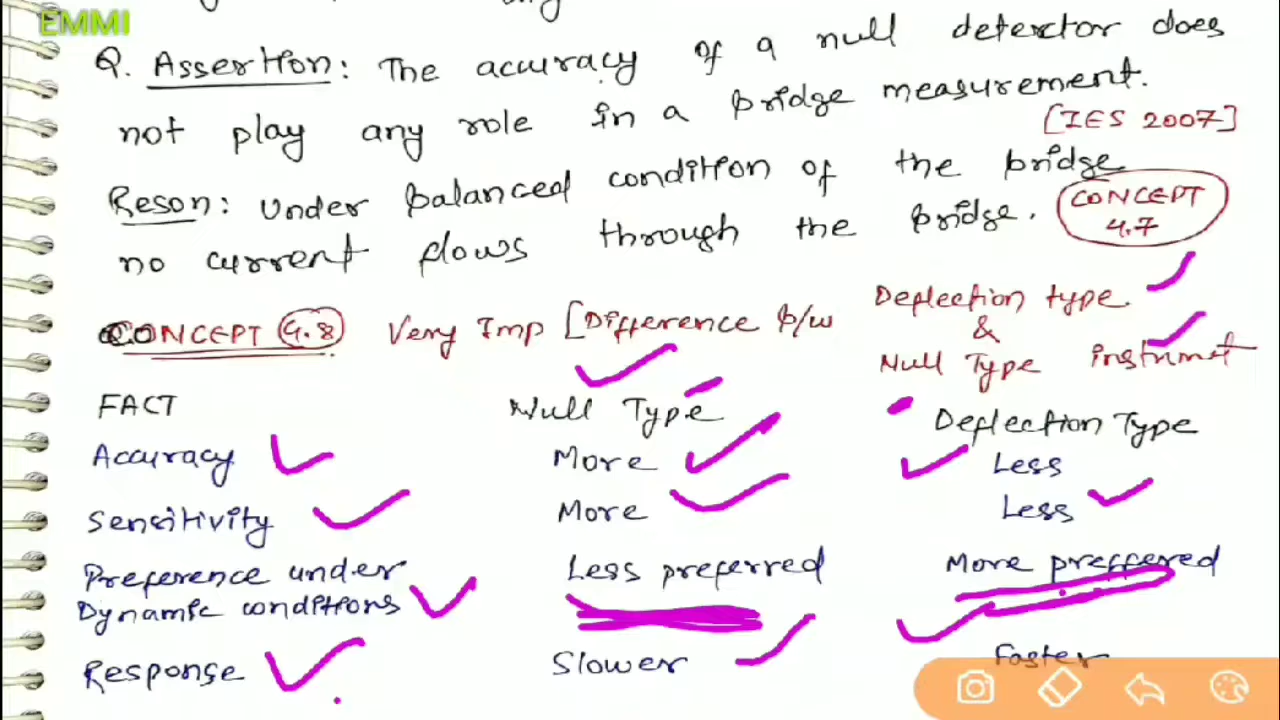 EMMI
Q. Assertion: The accuracy of a null detector does
not play any role in a bridge measurement.
[IES 2007]
Reson: Under balanced condition of the bridge
no current flows through the bridge.
CONCEPT
4.7
CONCEPT 4.8 Very Imp [Difference b/w Deflection type
&
Null Type instrument
FACT Null Type Deflection Type
Accuracy More Less
Sensitivity More Less
Preference under Less preferred More preffered
Dynamic conditions
Response Slower Faster